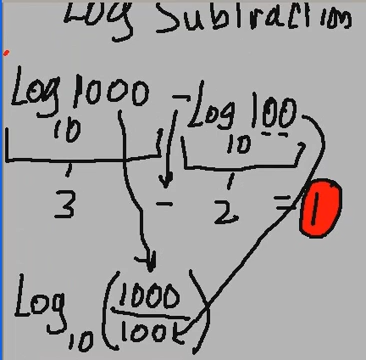 Log Subtraction
Log 1000 - Log 100
10 10
3 - 2 = 1
Log 10 (1000
100)